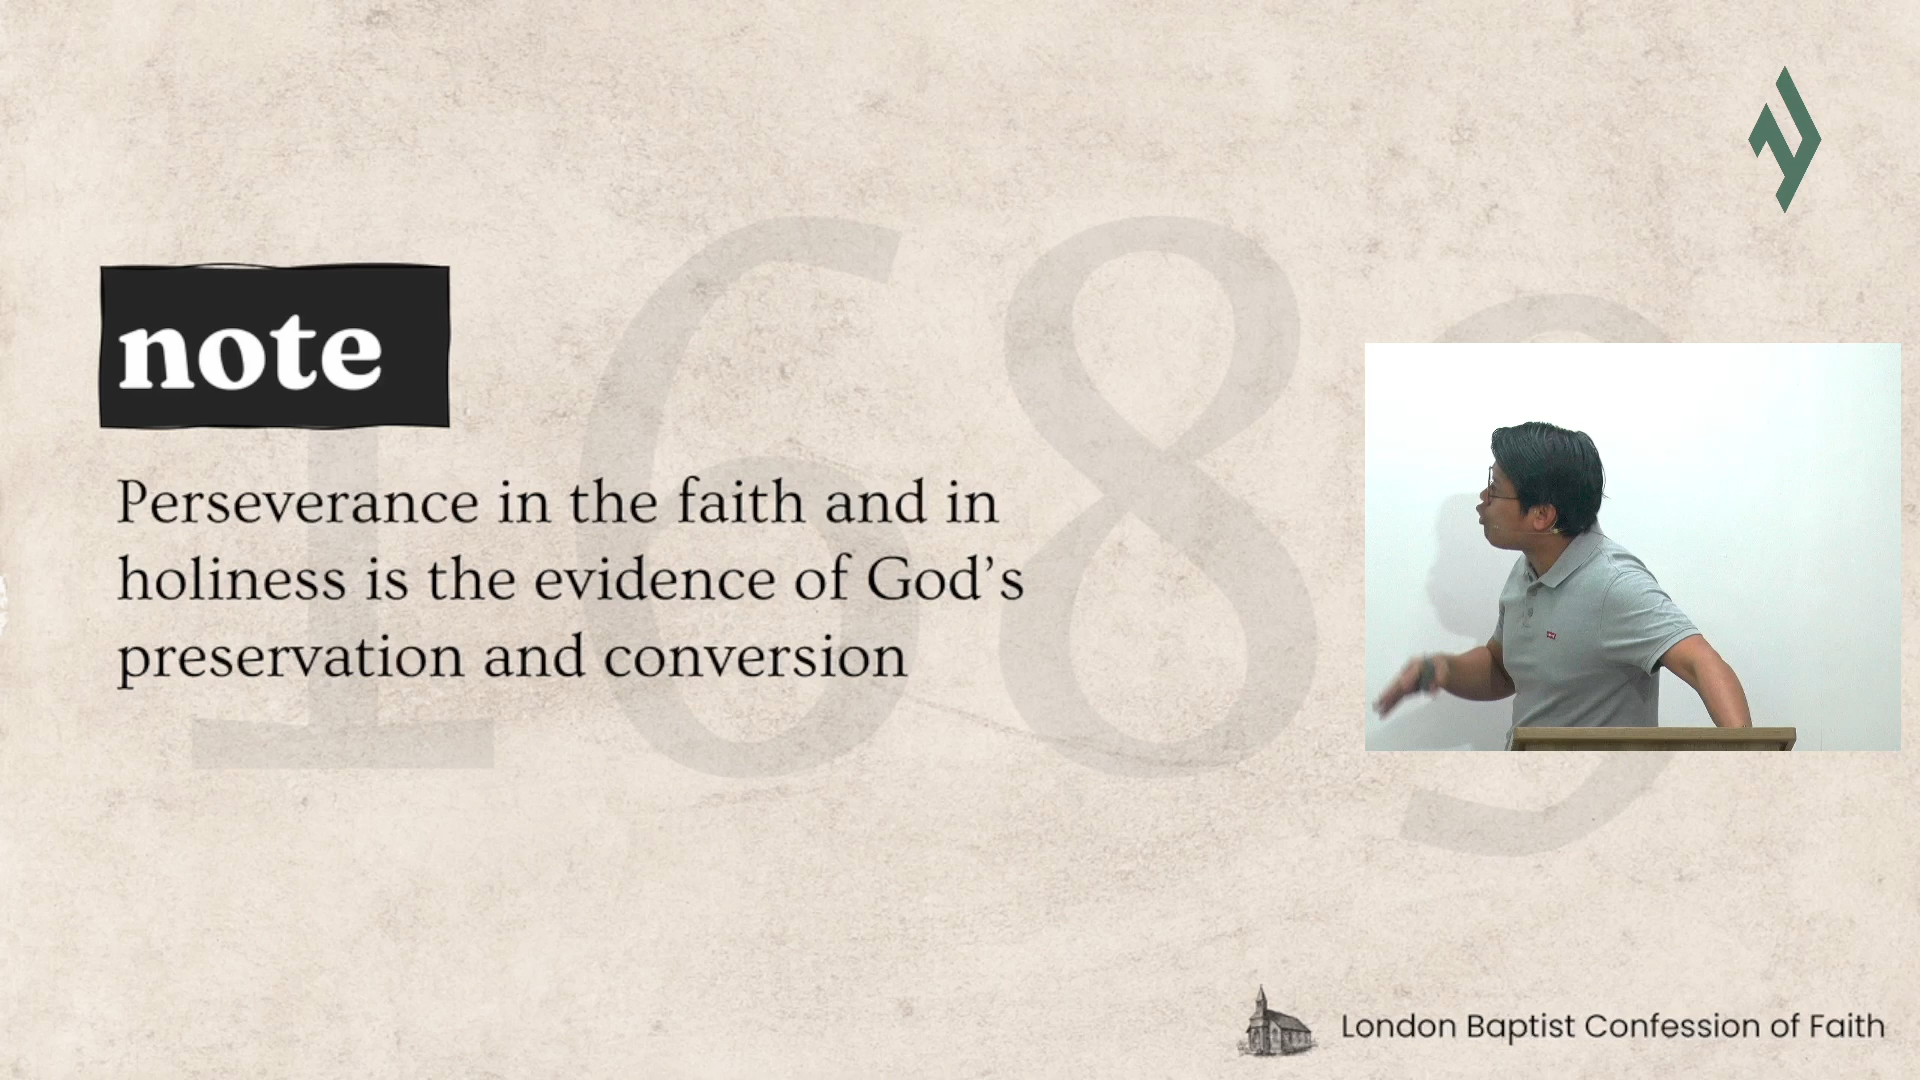 note
Perseverance in the faith and in
holiness is the evidence of God’s
preservation and conversion
1689
London Baptist Confession of Faith